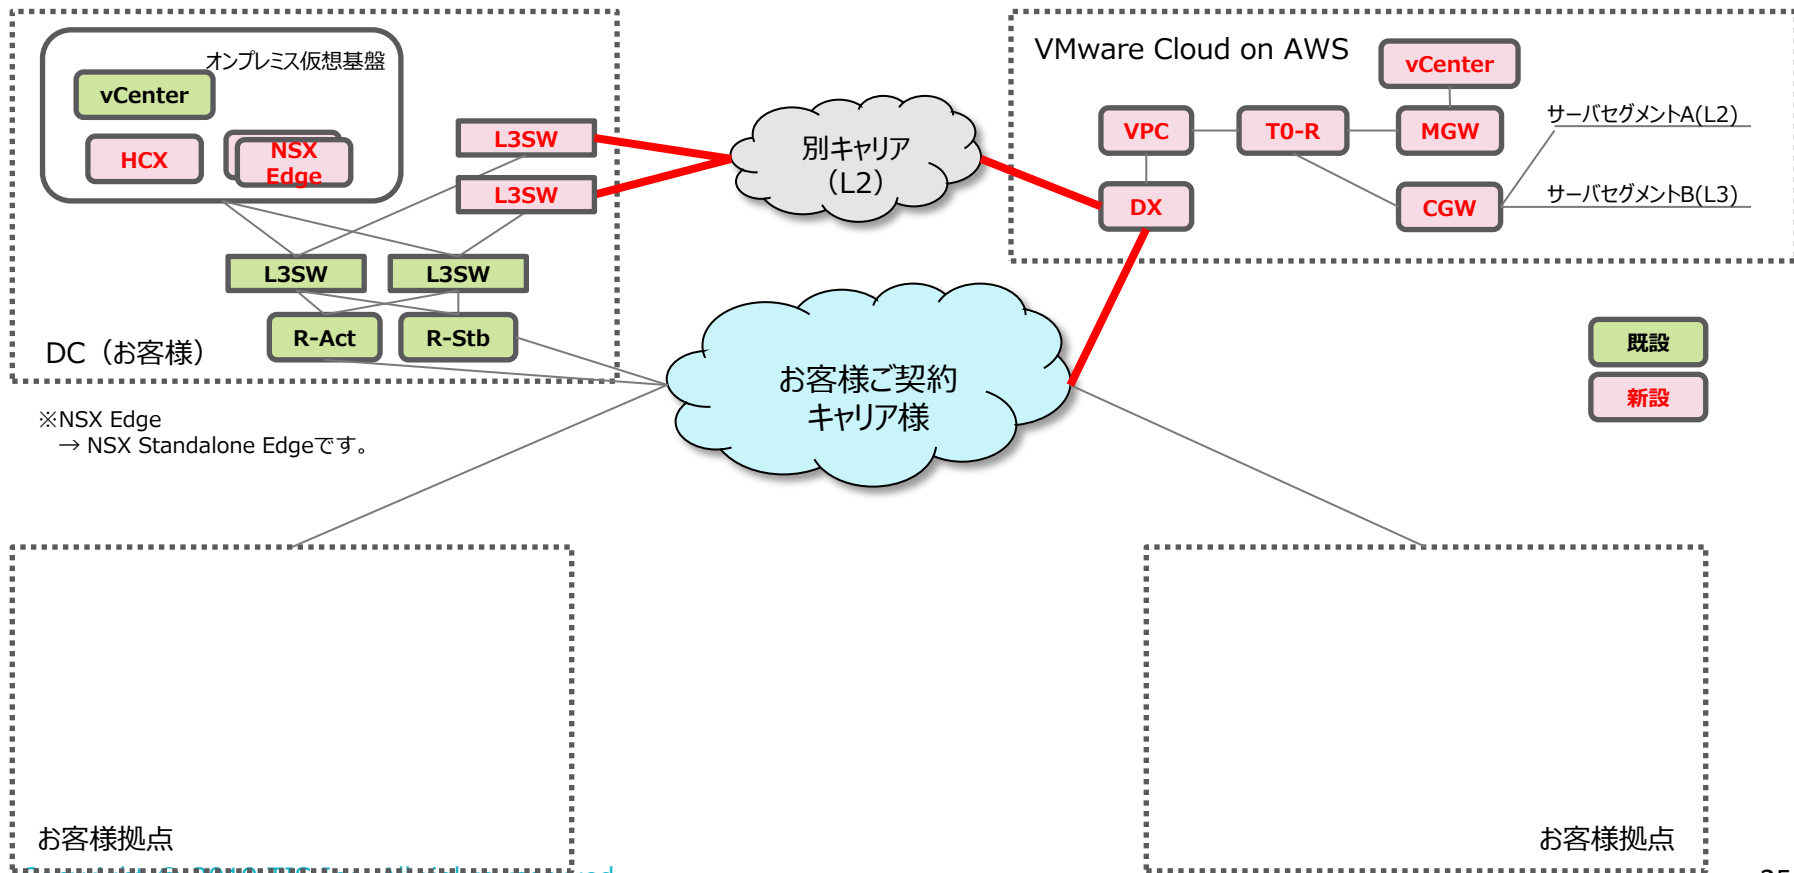 オンプレミス仮想基盤
vCenter
HCX
NSX
Edge
L3SW
L3SW
L3SW
L3SW
R-Act
R-Stb
DC（お客様）
※NSX Edge
→ NSX Standalone Edgeです。
別キャリア
（L2）
お客様ご契約
キャリア様
VMware Cloud on AWS
vCenter
VPC
T0-R
MGW
DX
CGW
サーバセグメントA(L2)
サーバセグメントB(L3)
既設
新設
お客様拠点
お客様拠点